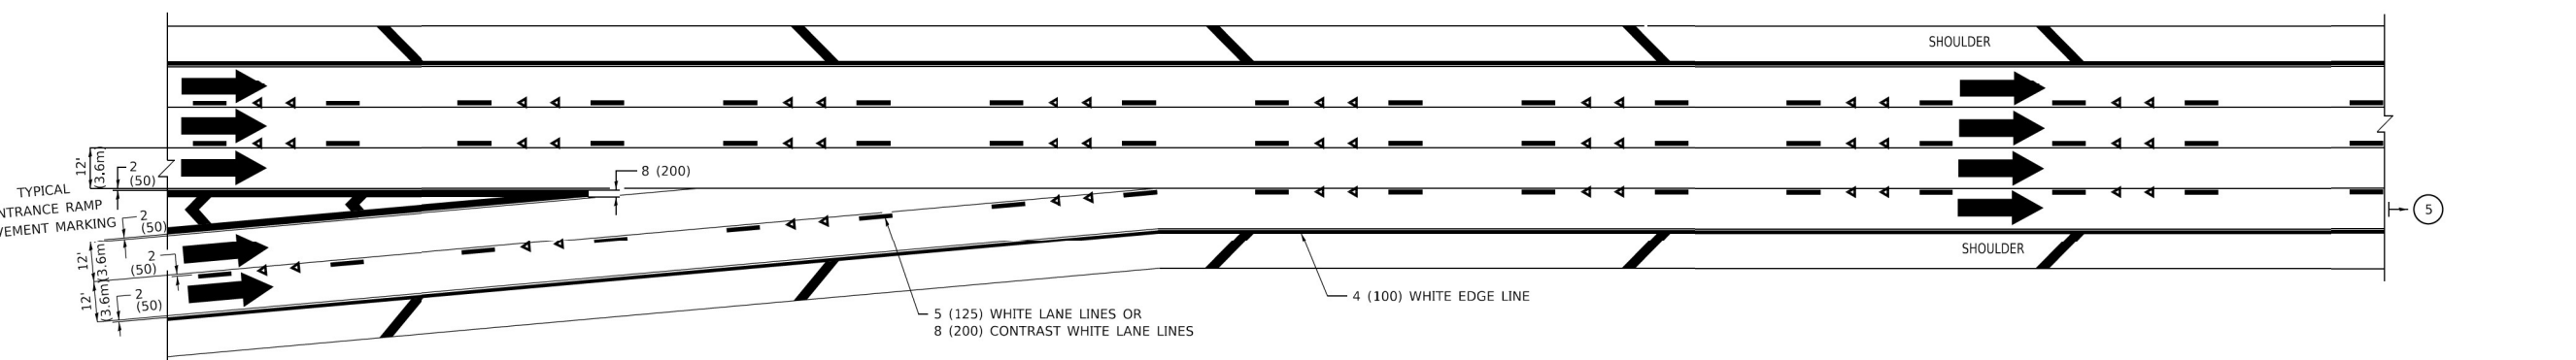 SHOULDER
8 (200)
12'
(3.6m)
2
(50)
TYPICAL
NTRANCE RAMP
VEMENT MARKING
2
(50)
12'
(3.6m)
2
(50)
12'
(3.6m)
2
(50)
5
SHOULDER
4 (100) WHITE EDGE LINE
5 (125) WHITE LANE LINES OR
8 (200) CONTRAST WHITE LANE LINES